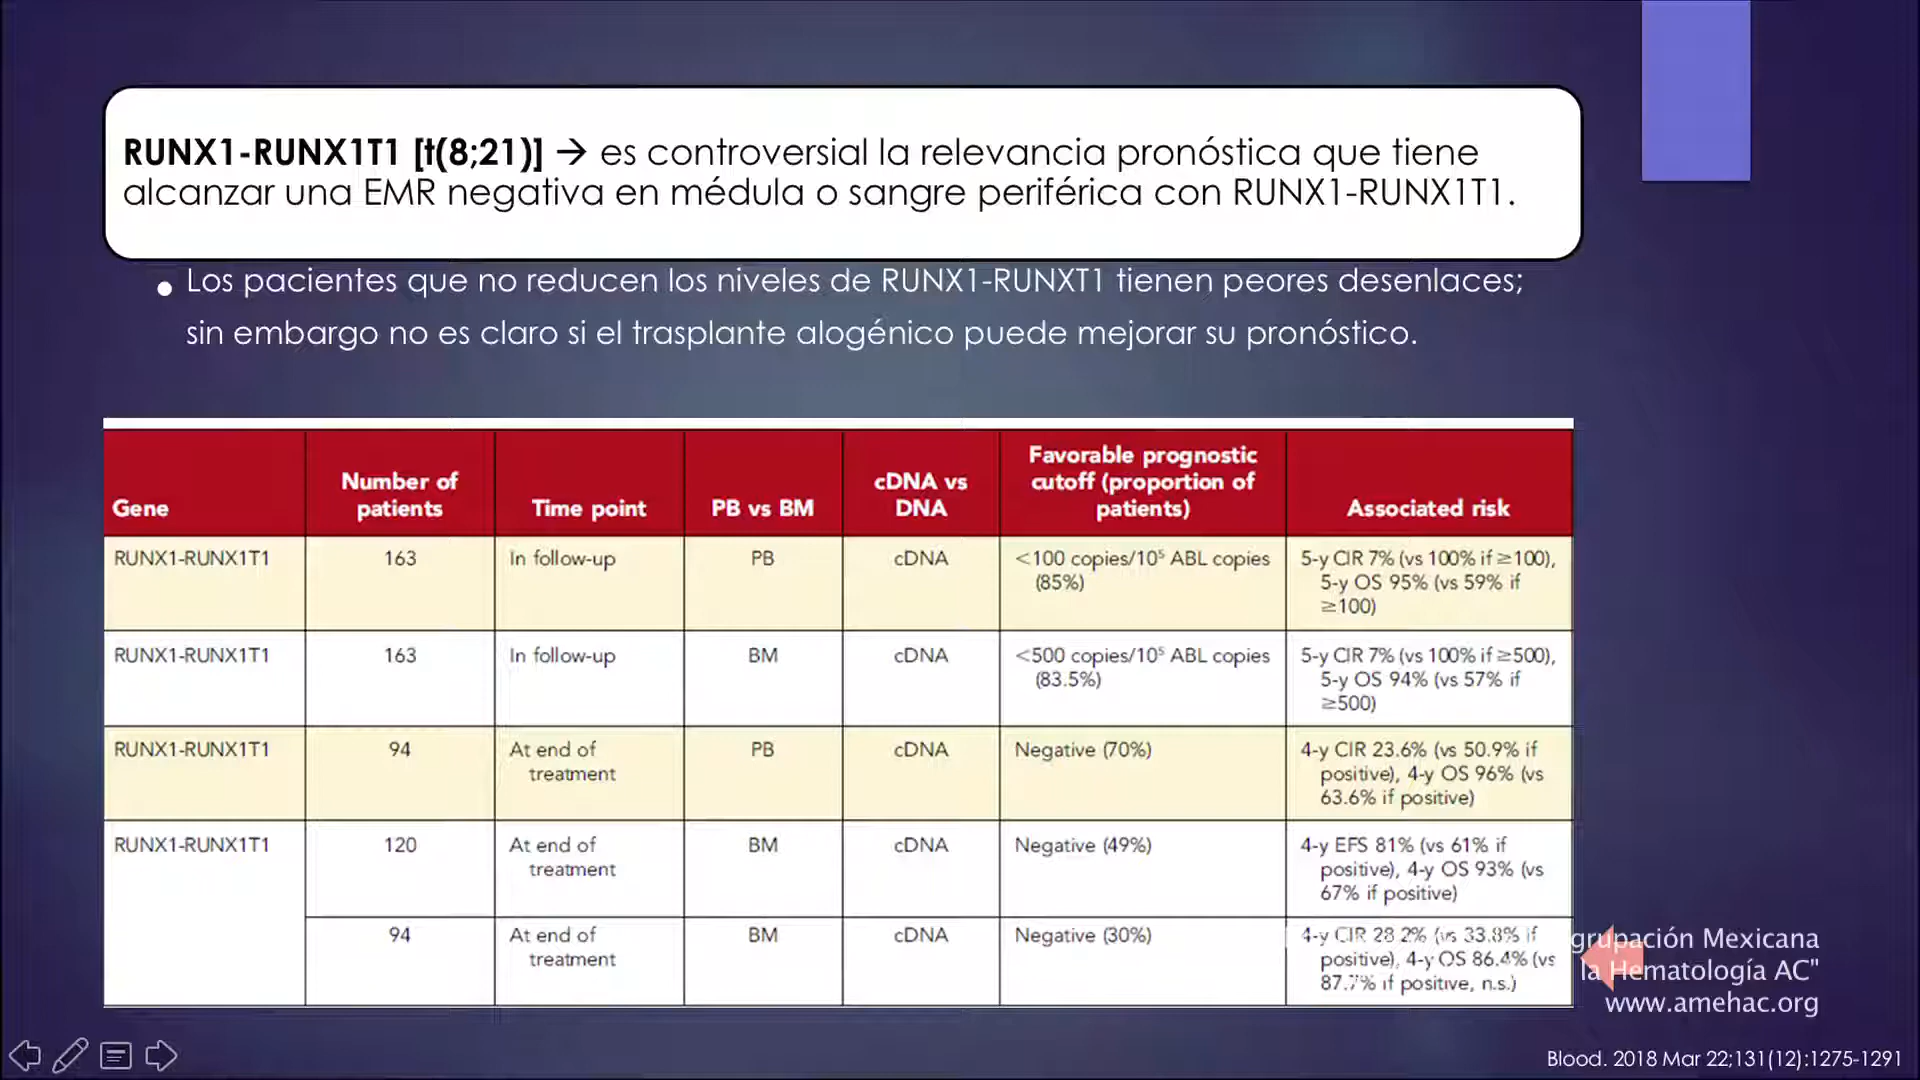 RUNX1-RUNX1T1 [t(8;21)] → es controversial la relevancia pronóstica que tiene
alcanzar una EMR negativa en médula o sangre periférica con RUNX1-RUNX1T1.
• Los pacientes que no reducen los niveles de RUNX1-RUNXT1 tienen peores desenlaces;
sin embargo no es claro si el trasplante alogénico puede mejorar su pronóstico.
Gene
Number of
patients
Time point
PB vs BM
cDNA vs
DNA
Favorable prognostic
cutoff (proportion of
patients)
Associated risk
RUNX1-RUNX1T1
163
In follow-up
PB
cDNA
<100 copies/10⁵ ABL copies
(85%)
5-y CIR 7% (vs 100% if ≥100),
5-y OS 95% (vs 59% if
≥100)
RUNX1-RUNX1T1
163
In follow-up
BM
cDNA
<500 copies/10⁵ ABL copies
(83.5%)
5-y CIR 7% (vs 100% if ≥500),
5-y OS 94% (vs 57% if
≥500)
RUNX1-RUNX1T1
94
At end of
treatment
PB
cDNA
Negative (70%)
4-y CIR 23.6% (vs 50.9% if
positive), 4-y OS 96% (vs
63.6% if positive)
RUNX1-RUNX1T1
120
At end of
treatment
BM
cDNA
Negative (49%)
4-y EFS 81% (vs 61% if
positive), 4-y OS 93% (vs
67% if positive)
94
At end of
treatment
BM
cDNA
Negative (30%)
4-y CIR 28.2% (vs 33.8% if
positive), 4-y OS 86.4% (vs
87.7% if positive, n.s.)
grupación Mexicana
la Hematología AC"
www.amehac.org
Blood. 2018 Mar 22;131(12):1275-1291